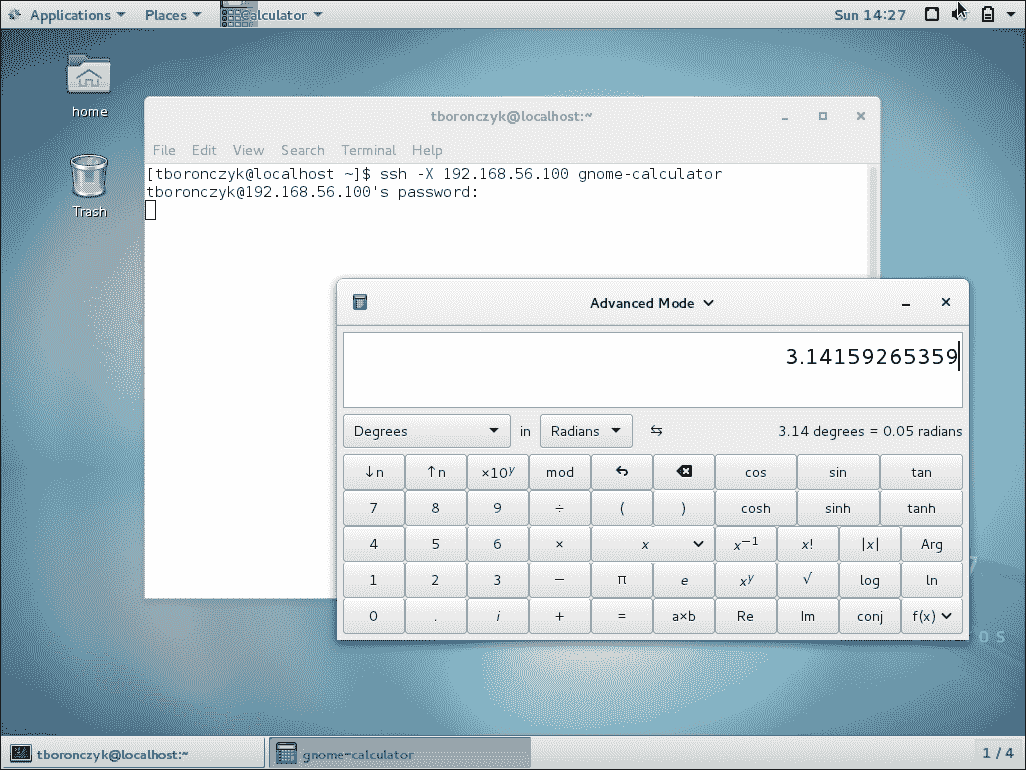 Applications Places Calculator Sun 14:27
home
Trash
tboronczyk@localhost:~
File Edit View Search Terminal Help
[tboronczyk@localhost ~]$ ssh -X 192.168.56.100 gnome-calculator
tboronczyk@192.168.56.100's password:
Advanced Mode
3.14159265359
Degrees in Radians ⇆ 3.14 degrees = 0.05 radians
↓n ↑n ×10ʸ mod cos sin tan
7 8 9 ÷ ( ) cosh sinh tanh
4 5 6 × x x⁻¹ x! |x| Arg
1 2 3 − π e xʸ √ log ln
0 . i + = a×b Re Im conj f(x)
7
O S
tboronczyk@localhost:~ gnome-calculator 1 / 4